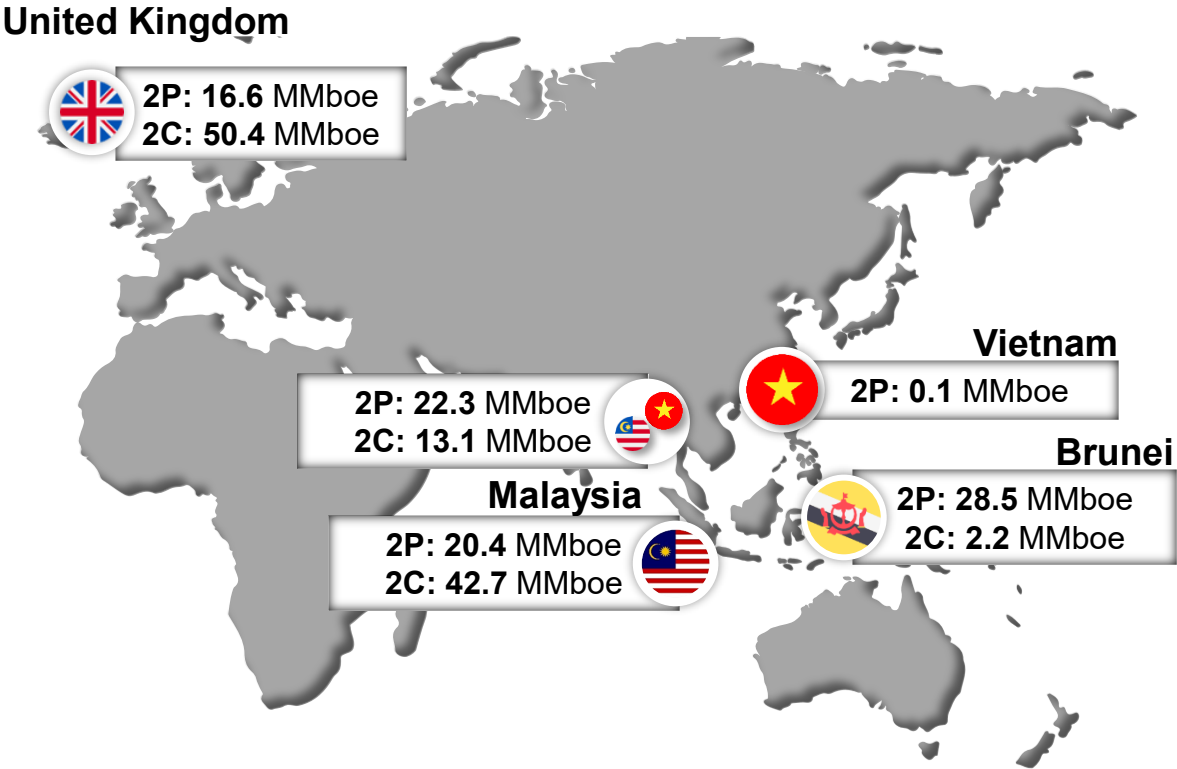 United Kingdom
2P: 16.6 MMboe
2C: 50.4 MMboe
Vietnam
2P: 0.1 MMboe
2P: 22.3 MMboe
2C: 13.1 MMboe
Brunei
2P: 28.5 MMboe
2C: 2.2 MMboe
Malaysia
2P: 20.4 MMboe
2C: 42.7 MMboe